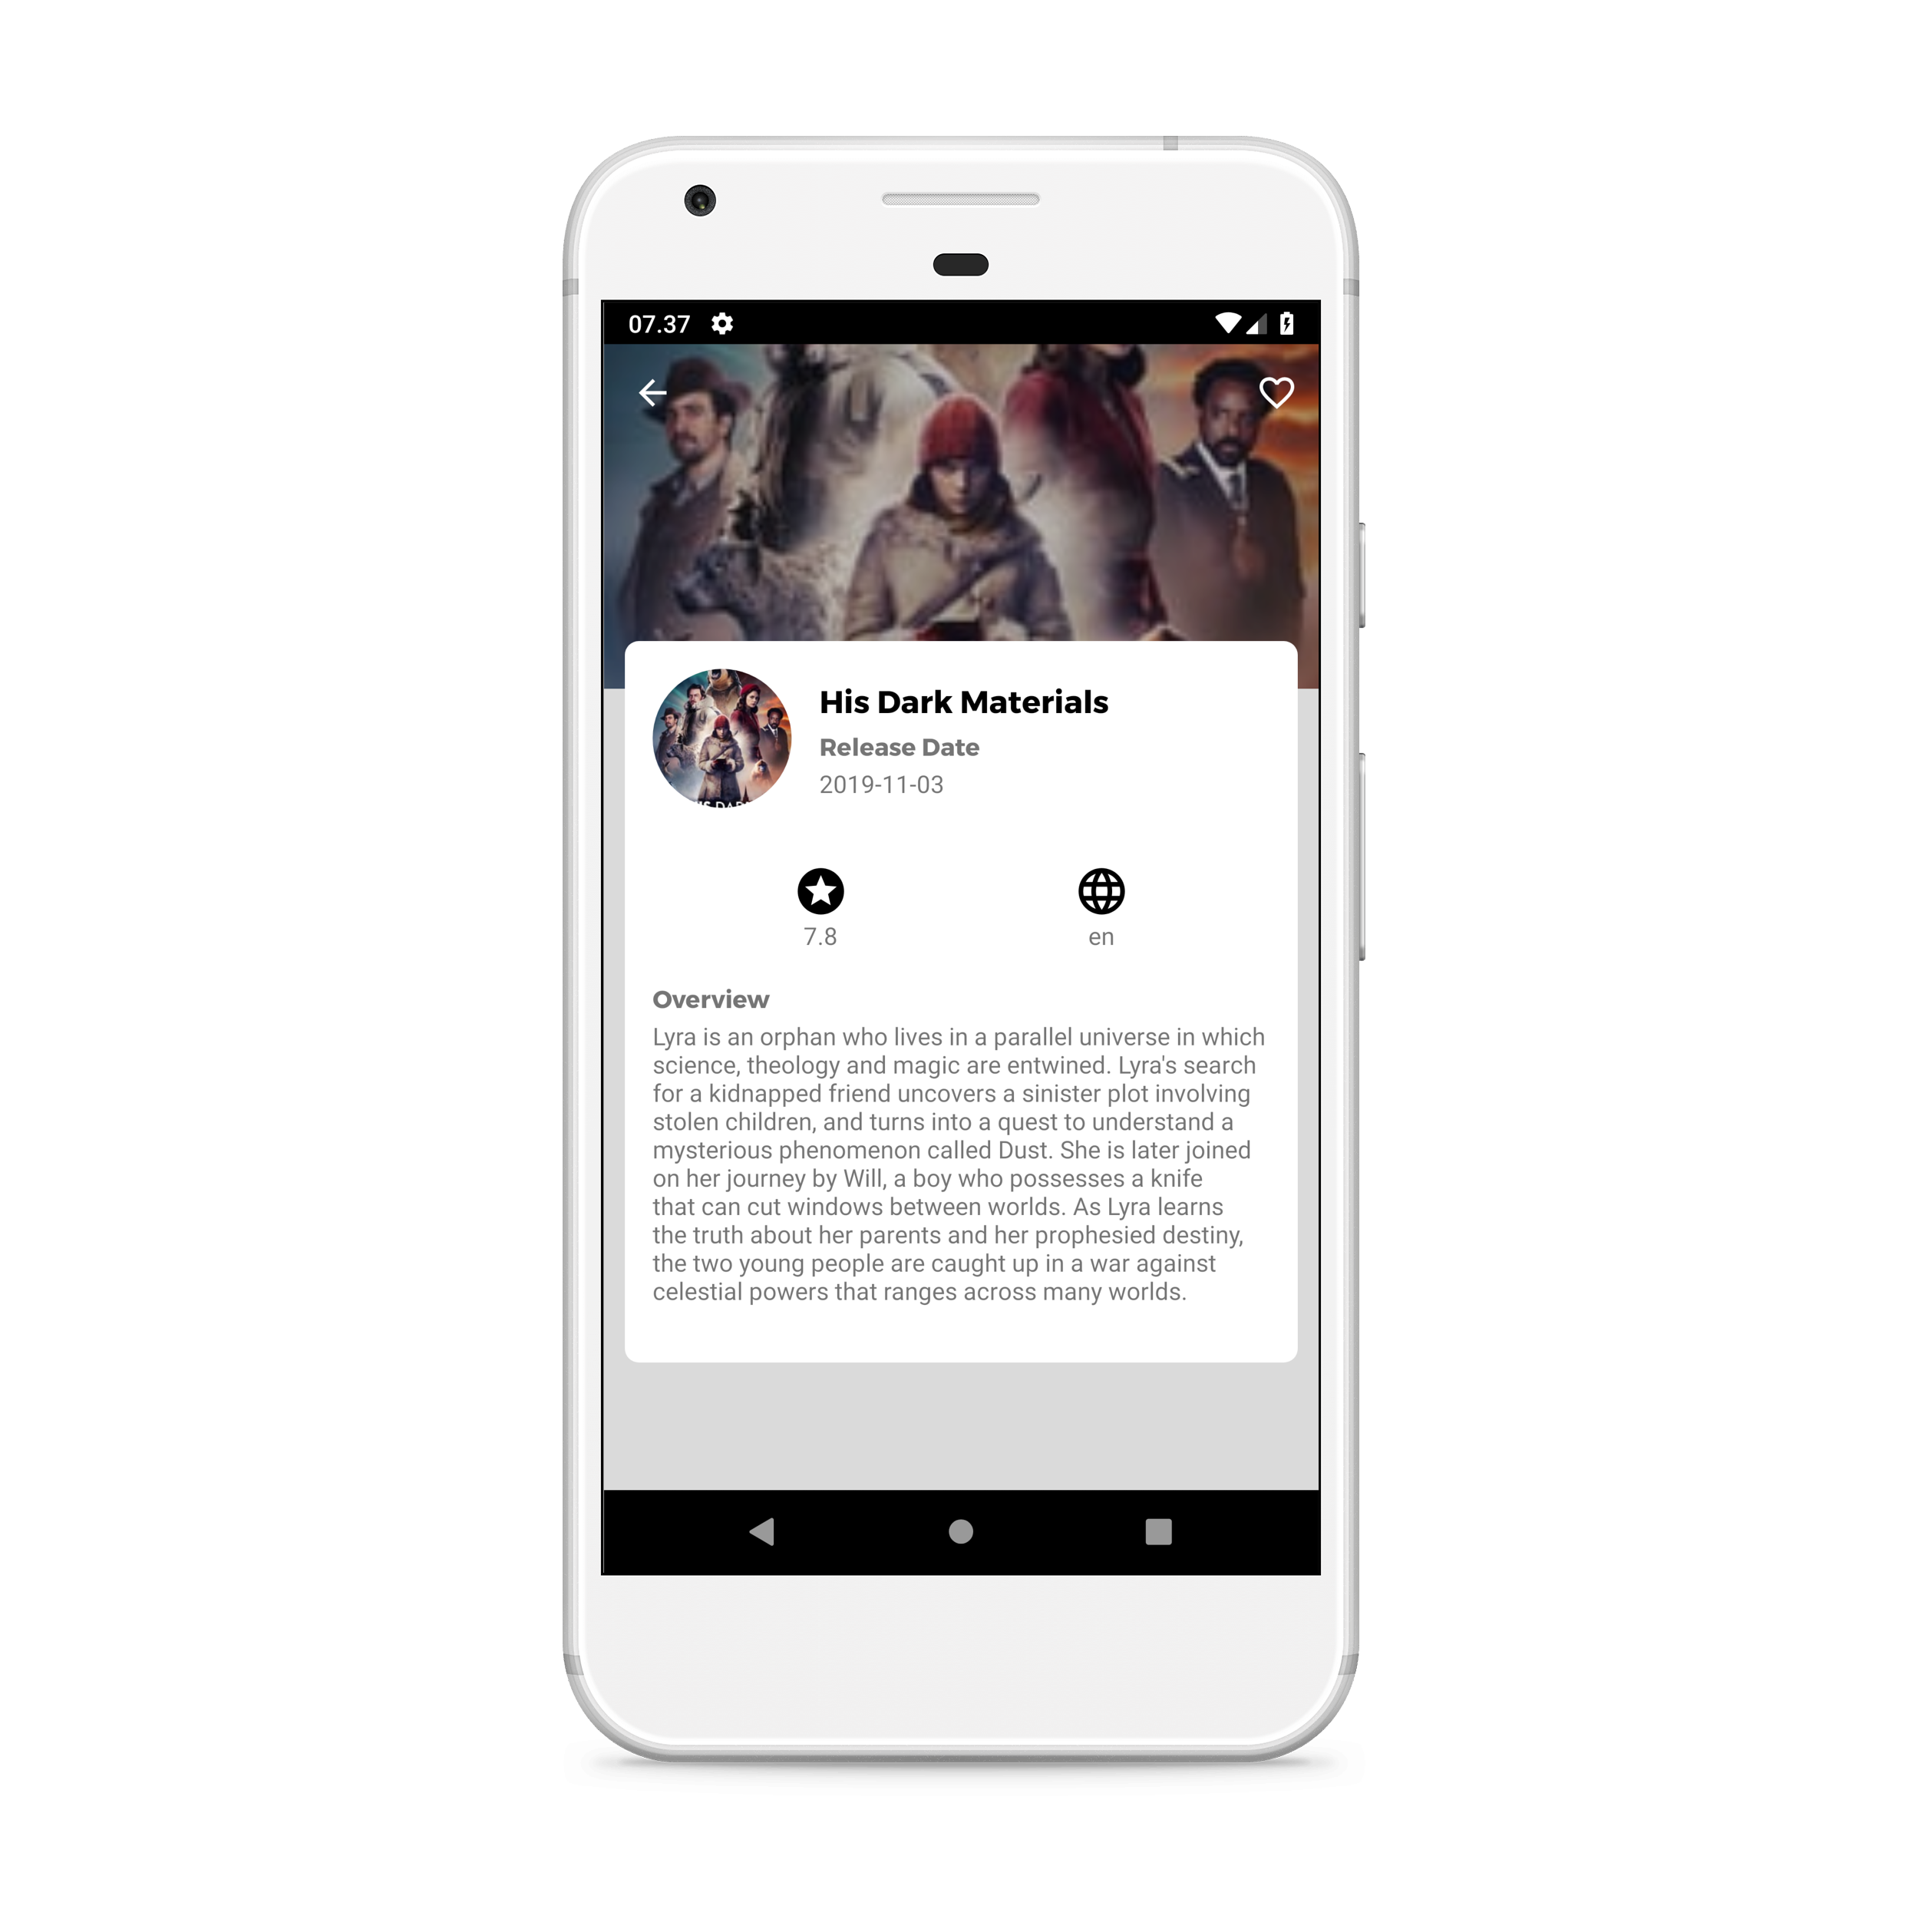 07.37
His Dark Materials
Release Date
2019-11-03
7.8
en
Overview
Lyra is an orphan who lives in a parallel universe in which
science, theology and magic are entwined. Lyra's search
for a kidnapped friend uncovers a sinister plot involving
stolen children, and turns into a quest to understand a
mysterious phenomenon called Dust. She is later joined
on her journey by Will, a boy who possesses a knife
that can cut windows between worlds. As Lyra learns
the truth about her parents and her prophesied destiny,
the two young people are caught up in a war against
celestial powers that ranges across many worlds.